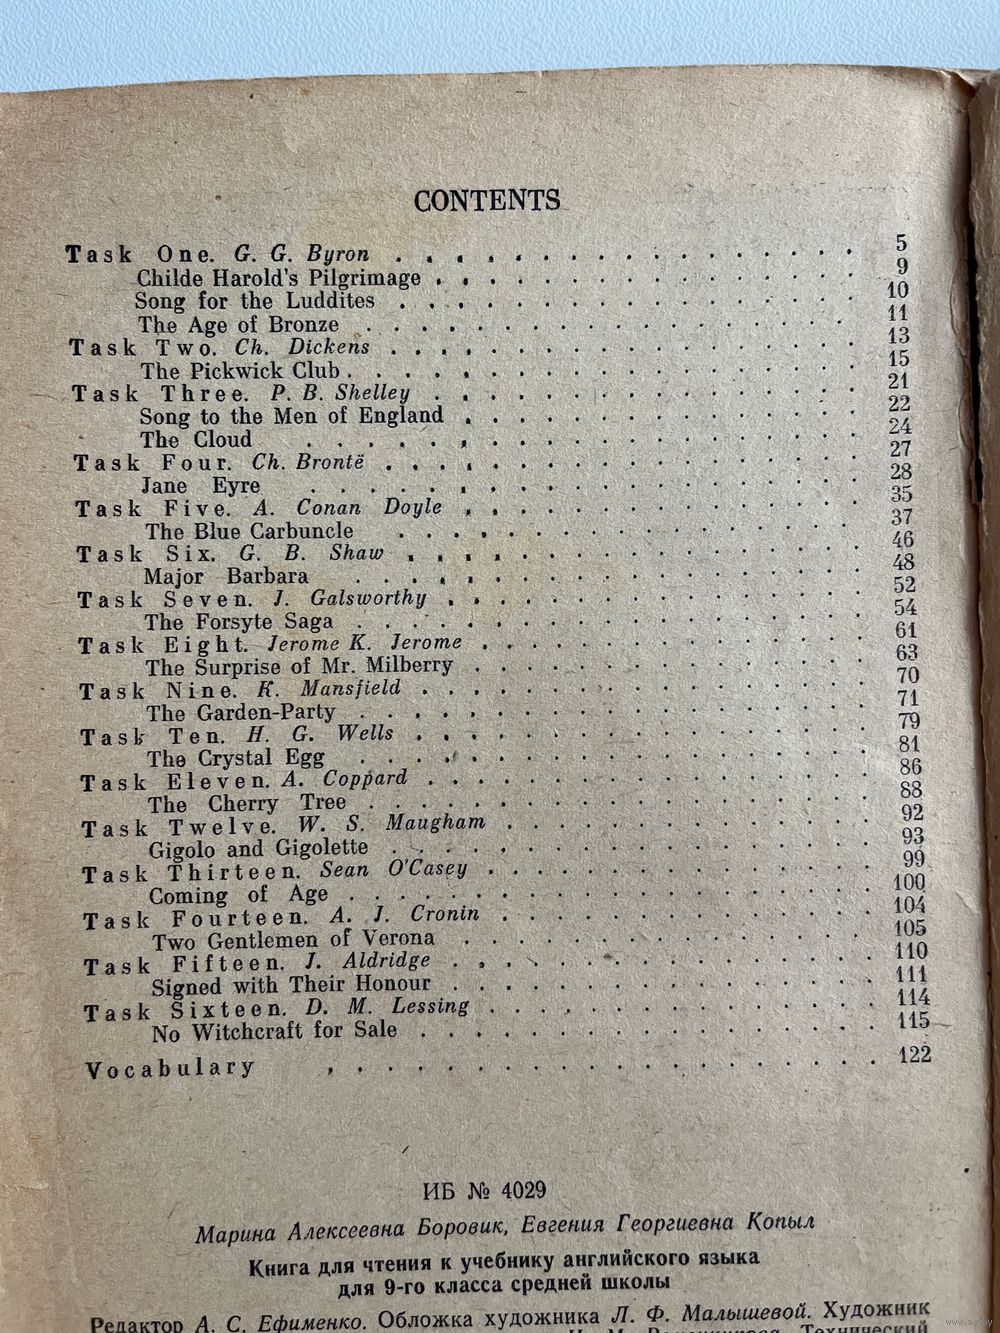 CONTENTS
Task One. G. G. Byron 5
Childe Harold's Pilgrimage 9
Song for the Luddites 10
The Age of Bronze 11
Task Two. Ch. Dickens 13
The Pickwick Club 15
Task Three. P. B. Shelley 21
Song to the Men of England 22
The Cloud 24
Task Four. Ch. Brontë 27
Jane Eyre 28
Task Five. A. Conan Doyle 35
The Blue Carbuncle 37
Task Six. G. B. Shaw 46
Major Barbara 48
Task Seven. J. Galsworthy 52
The Forsyte Saga 54
Task Eight. Jerome K. Jerome 61
The Surprise of Mr. Milberry 63
Task Nine. K. Mansfield 70
The Garden-Party 71
Task Ten. H. G. Wells 79
The Crystal Egg 81
Task Eleven. A. Coppard 86
The Cherry Tree 88
Task Twelve. W. S. Maugham 92
Gigolo and Gigolette 93
Task Thirteen. Sean O'Casey 99
Coming of Age 100
Task Fourteen. A. J. Cronin 104
Two Gentlemen of Verona 105
Task Fifteen. J. Aldridge 110
Signed with Their Honour 111
Task Sixteen. D. M. Lessing 114
No Witchcraft for Sale 115
Vocabulary 122
ИБ № 4029
Марина Алексеевна Боровик, Евгения Георгиевна Копыл
Книга для чтения к учебнику английского языка
для 9-го класса средней школы
Редактор А. С. Ефименко. Обложка художника Л. Ф. Малышевой. Художник
Технический
www.ay.by